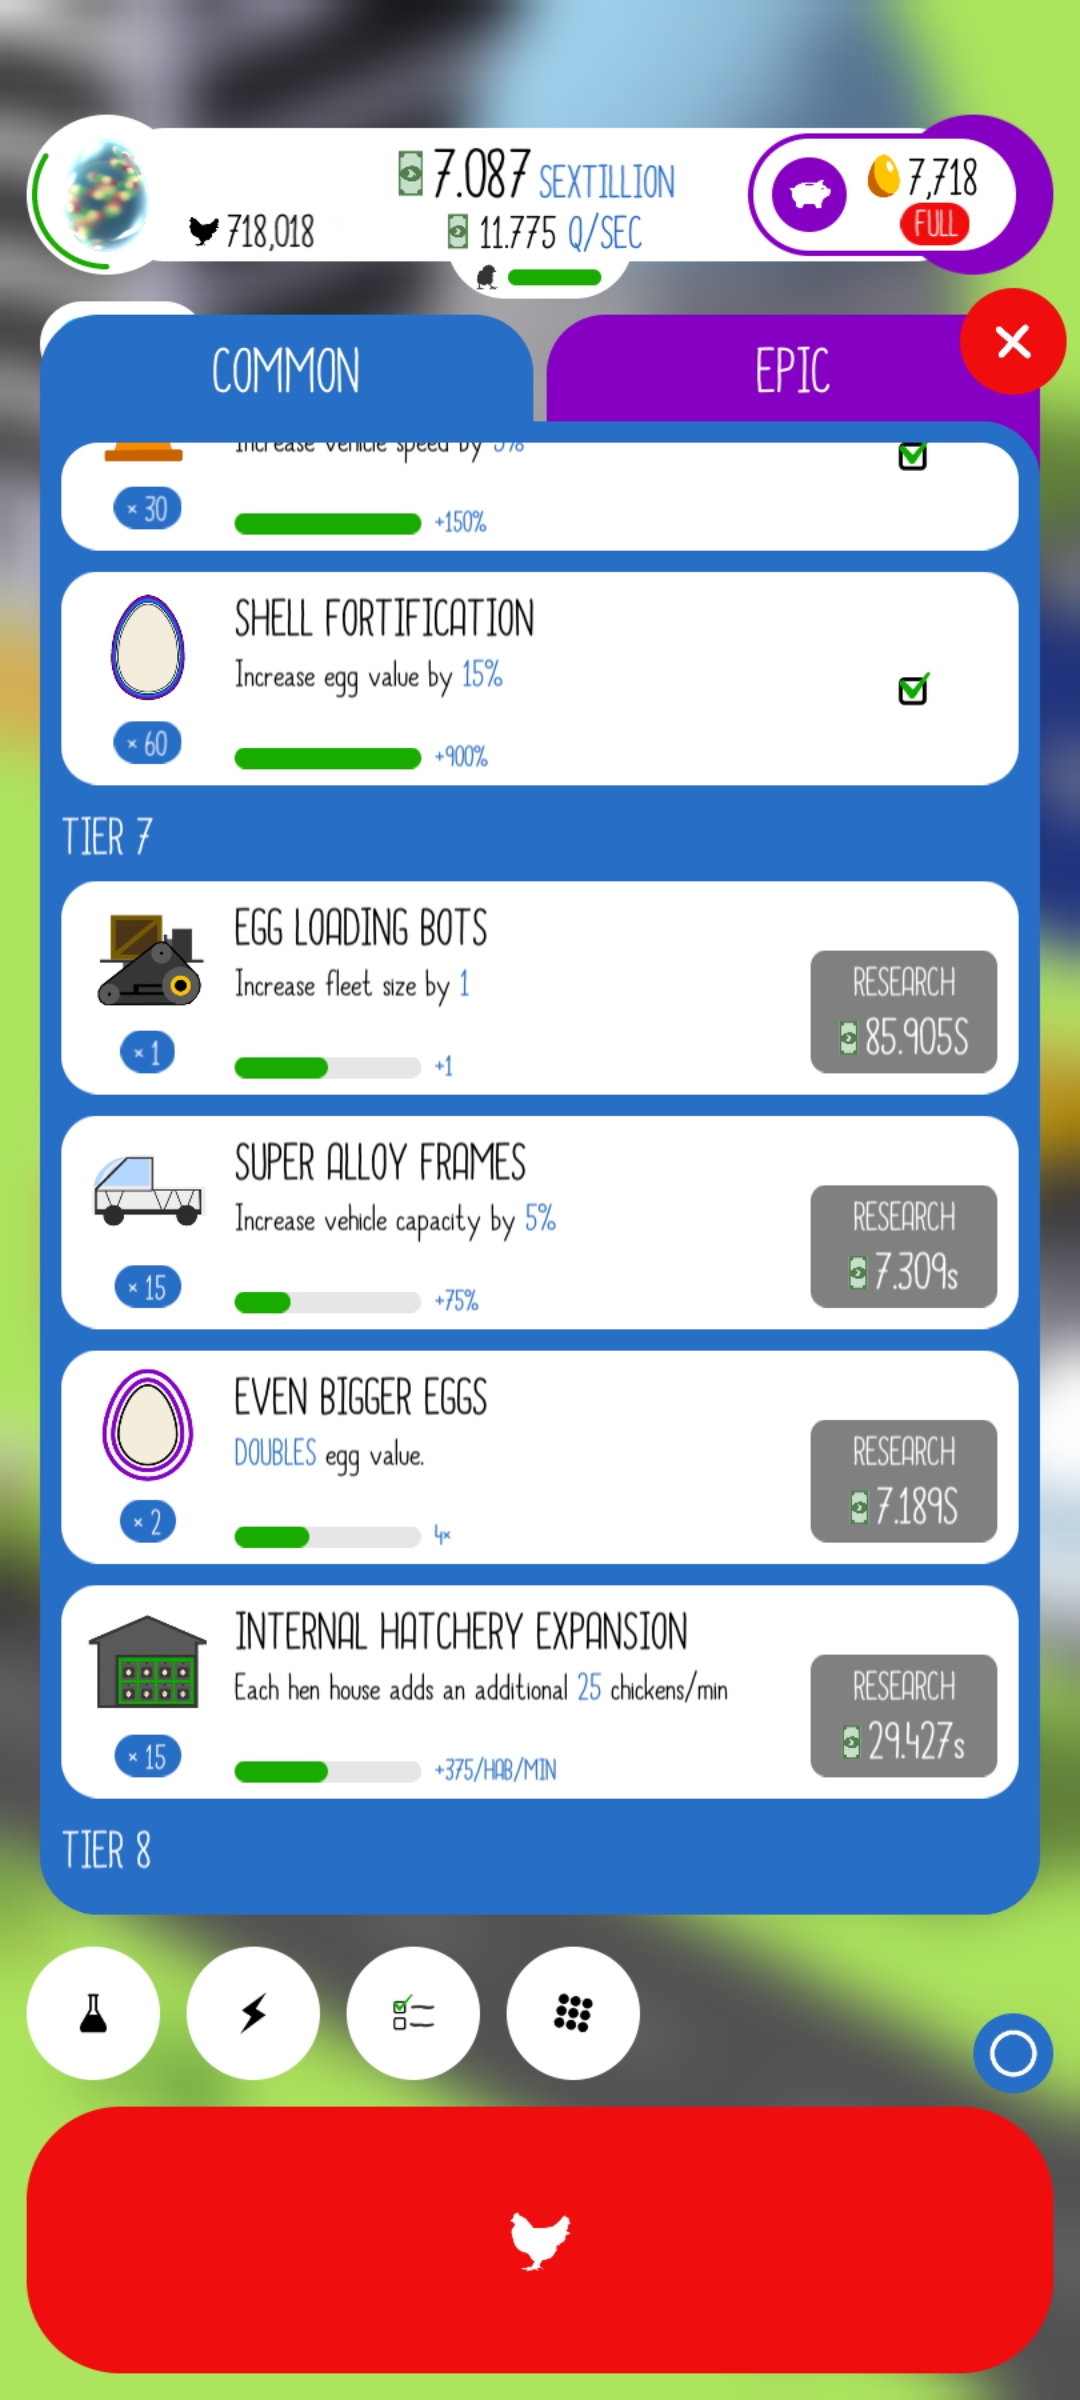 7.087 SEXTILLION
7,718
718,018
11.775 Q/SEC
FULL
COMMON
EPIC
Increase vehicle speed by 5%
× 30
+150%
SHELL FORTIFICATION
Increase egg value by 15%
× 60
+900%
TIER 7
EGG LOADING BOTS
Increase fleet size by 1
RESEARCH
85.905S
× 1
+1
SUPER ALLOY FRAMES
Increase vehicle capacity by 5%
RESEARCH
7.309s
× 15
+75%
EVEN BIGGER EGGS
DOUBLES egg value.
RESEARCH
7.189S
× 2
4×
INTERNAL HATCHERY EXPANSION
Each hen house adds an additional 25 chickens/min
RESEARCH
29.427s
× 15
+375/HAB/MIN
TIER 8